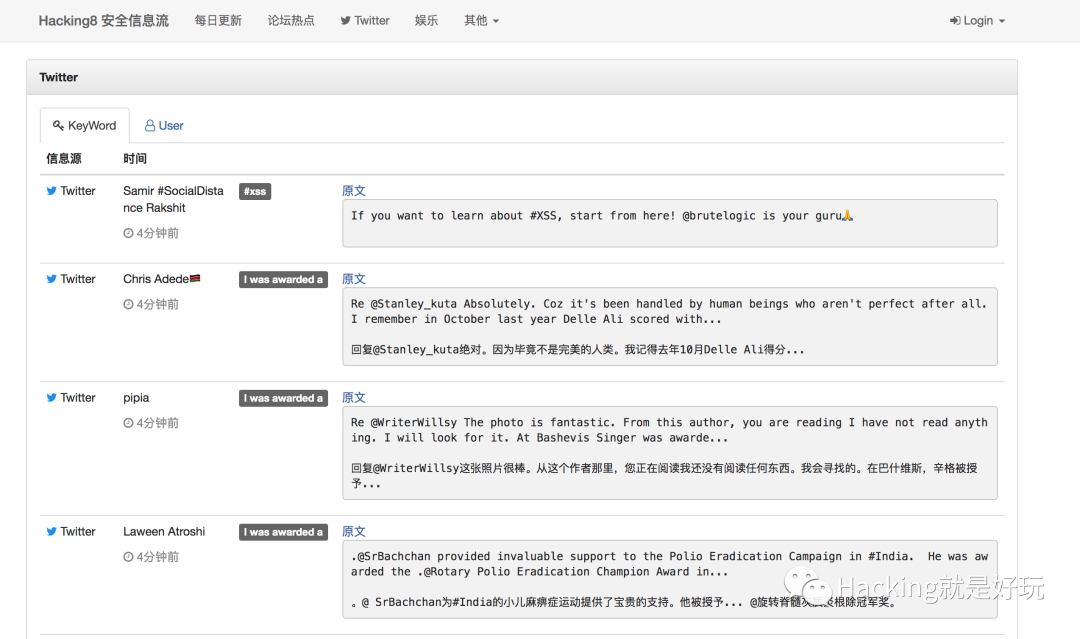 Hacking8 安全信息流 每日更新 论坛热点 Twitter 娱乐 其他 Login
Twitter
KeyWord User
信息源 时间
Twitter Samir #SocialDista #xss 原文
nce Rakshit
4分钟前
If you want to learn about #XSS, start from here! @brutelogic is your guru🙏
Twitter Chris Adede🇰🇪 I was awarded a 原文
4分钟前
Re @Stanley_kuta Absolutely. Coz it's been handled by human beings who aren't perfect after all.
I remember in October last year Delle Ali scored with...
回复@Stanley_kuta绝对。因为毕竟不是完美的人类。我记得去年10月Delle Ali得分...
Twitter pipia I was awarded a 原文
4分钟前
Re @WriterWillsy The photo is fantastic. From this author, you are reading I have not read anyth
ing. I will look for it. At Bashevis Singer was awarde...
回复@WriterWillsy这张照片很棒。从这个作者那里，您正在阅读我还没有阅读任何东西。我会寻找的。在巴什维斯，辛格被授
予...
Twitter Laween Atroshi I was awarded a 原文
4分钟前
.@SrBachchan provided invaluable support to the Polio Eradication Campaign in #India. He was aw
arded the .@Rotary Polio Eradication Champion Award in...
。@ SrBachchan为#India的小儿麻痹症运动提供了宝贵的支持。他被授予... @旋转脊髓灰质炎根除冠军奖。
Hacking就是好玩